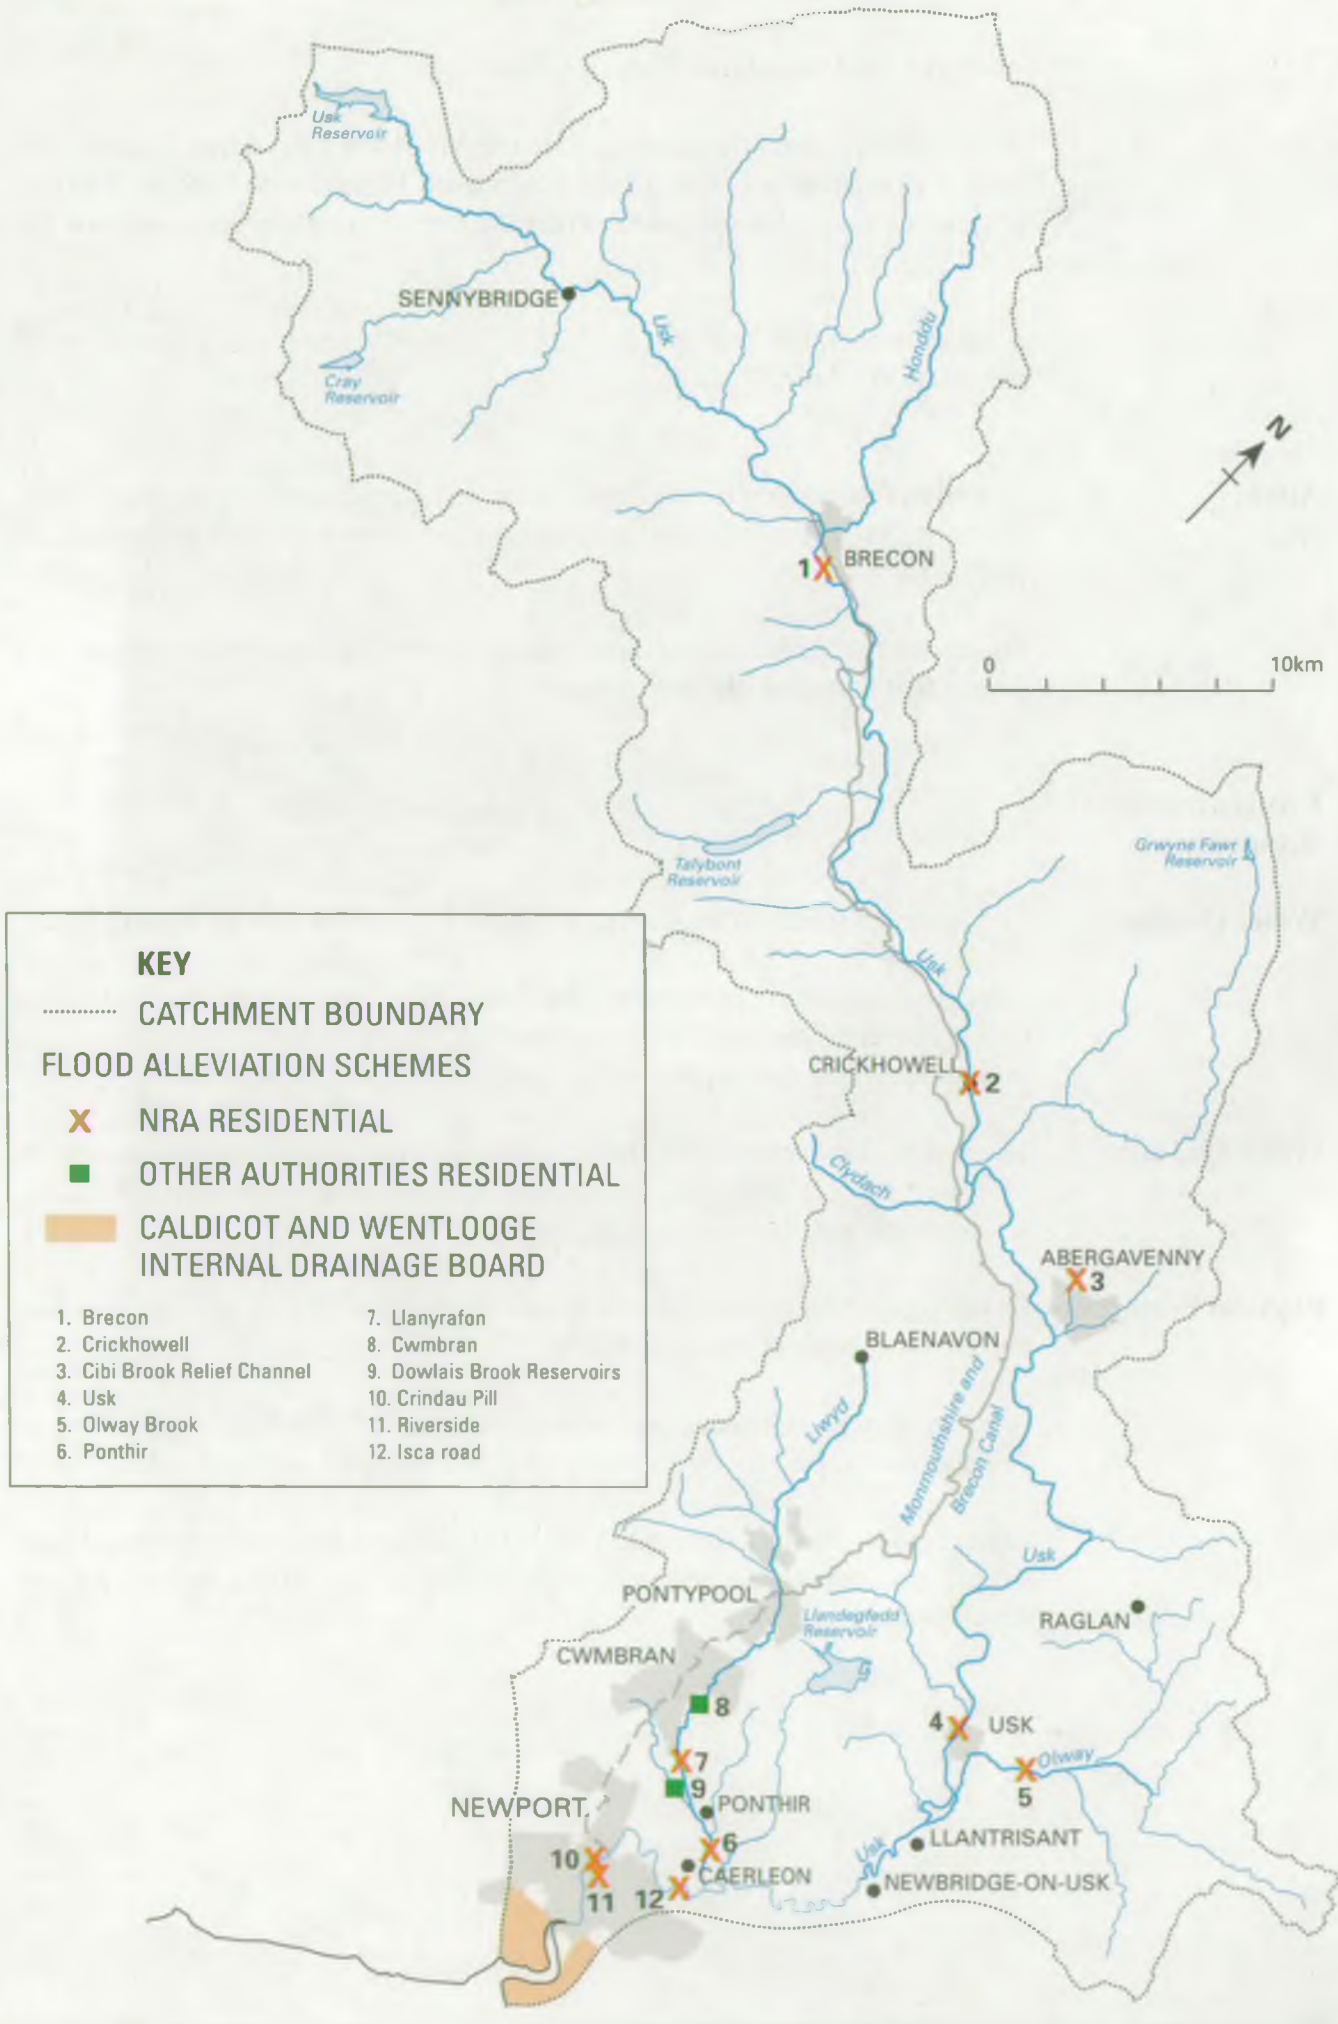 Usk
Reservoir
SENNYBRIDGE
Usk
Honddu
Cray
Reservoir
N
1
BRECON
0
10km
Grwyne Fawr
Reservoir
Talybont
Reservoir
Usk
CRICKHOWELL
2
Clydach
ABERGAVENNY
3
BLAENAVON
Llwyd
Monmouthshire and
Brecon Canal
Usk
PONTYPOOL
Llandegfedd
Reservoir
RAGLAN
CWMBRAN
8
4
USK
7
Olway
9
5
NEWPORT
PONTHIR
6
LLANTRISANT
10
Usk
CAERLEON
NEWBRIDGE-ON-USK
11
12
KEY
CATCHMENT BOUNDARY
FLOOD ALLEVIATION SCHEMES
X NRA RESIDENTIAL
OTHER AUTHORITIES RESIDENTIAL
CALDICOT AND WENTLOOGE
INTERNAL DRAINAGE BOARD
1. Brecon
2. Crickhowell
3. Cibi Brook Relief Channel
4. Usk
5. Olway Brook
6. Ponthir
7. Llanyrafon
8. Cwmbran
9. Dowlais Brook Reservoirs
10. Crindau Pill
11. Riverside
12. Isca road